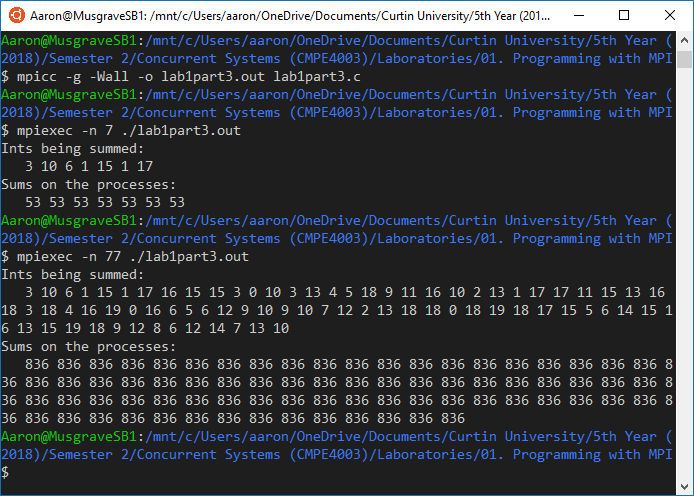 Aaron@MusgraveSB1: /mnt/c/Users/aaron/OneDrive/Documents/Curtin University/5th Year (201...
Aaron@MusgraveSB1:/mnt/c/Users/aaron/OneDrive/Documents/Curtin University/5th Year (
2018)/Semester 2/Concurrent Systems (CMPE4003)/Laboratories/01. Programming with MPI
$ mpicc -g -Wall -o lab1part3.out lab1part3.c
Aaron@MusgraveSB1:/mnt/c/Users/aaron/OneDrive/Documents/Curtin University/5th Year (
2018)/Semester 2/Concurrent Systems (CMPE4003)/Laboratories/01. Programming with MPI
$ mpiexec -n 7 ./lab1part3.out
Ints being summed:
3 10 6 1 15 1 17
Sums on the processes:
53 53 53 53 53 53 53
Aaron@MusgraveSB1:/mnt/c/Users/aaron/OneDrive/Documents/Curtin University/5th Year (
2018)/Semester 2/Concurrent Systems (CMPE4003)/Laboratories/01. Programming with MPI
$ mpiexec -n 77 ./lab1part3.out
Ints being summed:
3 10 6 1 15 1 17 16 15 15 3 0 10 3 13 4 5 18 9 11 16 10 2 13 1 17 17 11 15 13 16
18 3 18 4 16 19 0 16 6 5 6 12 9 10 9 10 7 12 2 13 18 18 0 18 19 18 17 15 5 6 14 15 1
6 13 15 19 18 9 12 8 6 12 14 7 13 10
Sums on the processes:
836 836 836 836 836 836 836 836 836 836 836 836 836 836 836 836 836 836 836 836 8
36 836 836 836 836 836 836 836 836 836 836 836 836 836 836 836 836 836 836 836 836 8
36 836 836 836 836 836 836 836 836 836 836 836 836 836 836 836 836 836 836 836 836 8
36 836 836 836 836 836 836 836 836 836 836 836 836 836 836 836
Aaron@MusgraveSB1:/mnt/c/Users/aaron/OneDrive/Documents/Curtin University/5th Year (
2018)/Semester 2/Concurrent Systems (CMPE4003)/Laboratories/01. Programming with MPI
$